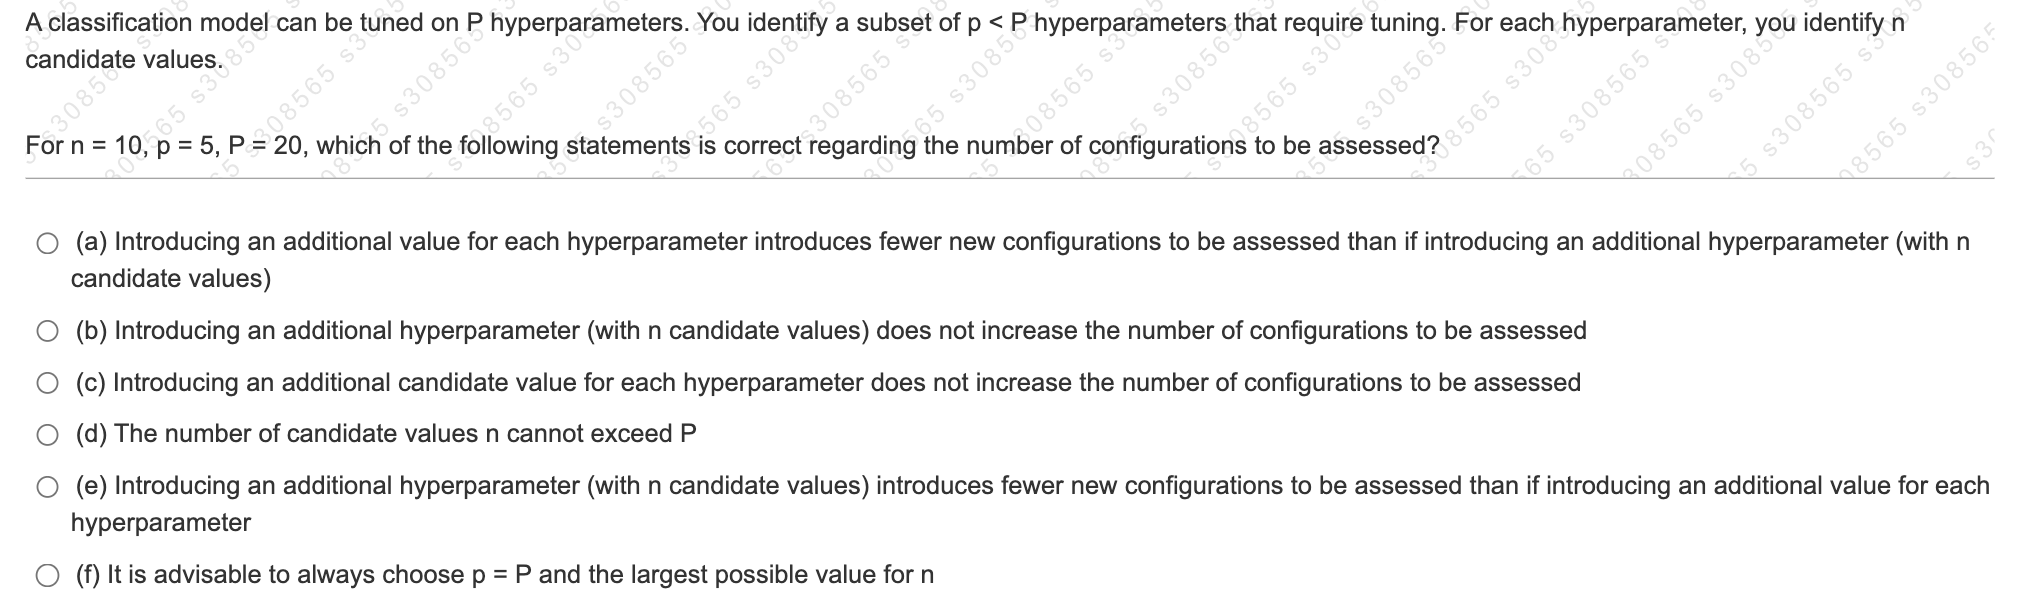 A classification model can be tuned on P hyperparameters. You identify a subset of p < P hyperparameters that require tuning. For each hyperparameter, you identify n
candidate values.
For n = 10, p = 5, P = 20, which of the following statements is correct regarding the number of configurations to be assessed?
(a) Introducing an additional value for each hyperparameter introduces fewer new configurations to be assessed than if introducing an additional hyperparameter (with n
candidate values)
(b) Introducing an additional hyperparameter (with n candidate values) does not increase the number of configurations to be assessed
(c) Introducing an additional candidate value for each hyperparameter does not increase the number of configurations to be assessed
(d) The number of candidate values n cannot exceed P
(e) Introducing an additional hyperparameter (with n candidate values) introduces fewer new configurations to be assessed than if introducing an additional value for each
hyperparameter
(f) It is advisable to always choose p = P and the largest possible value for n
s308565